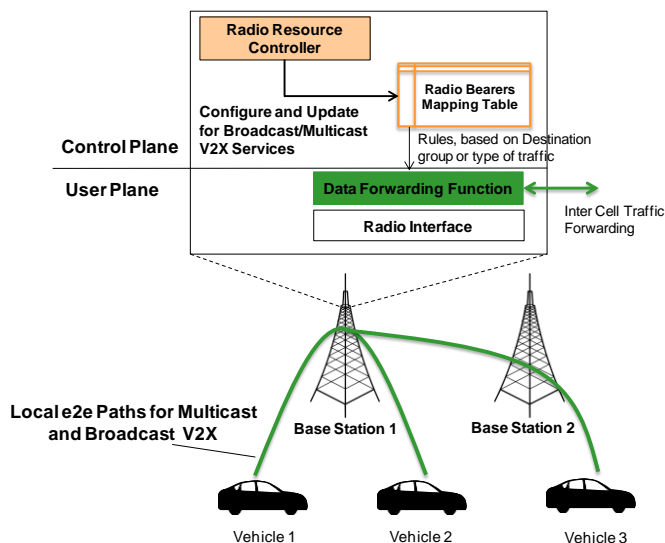 Radio Resource
Controller
Radio Bearers
Mapping Table
Configure and Update
for Broadcast/Multicast
V2X Services
Control Plane
Rules, based on Destination
group or type of traffic
User Plane
Data Forwarding Function
Inter Cell Traffic
Forwarding
Radio Interface
Local e2e Paths for Multicast
and Broadcast V2X
Base Station 1
Base Station 2
Vehicle 1
Vehicle 2
Vehicle 3